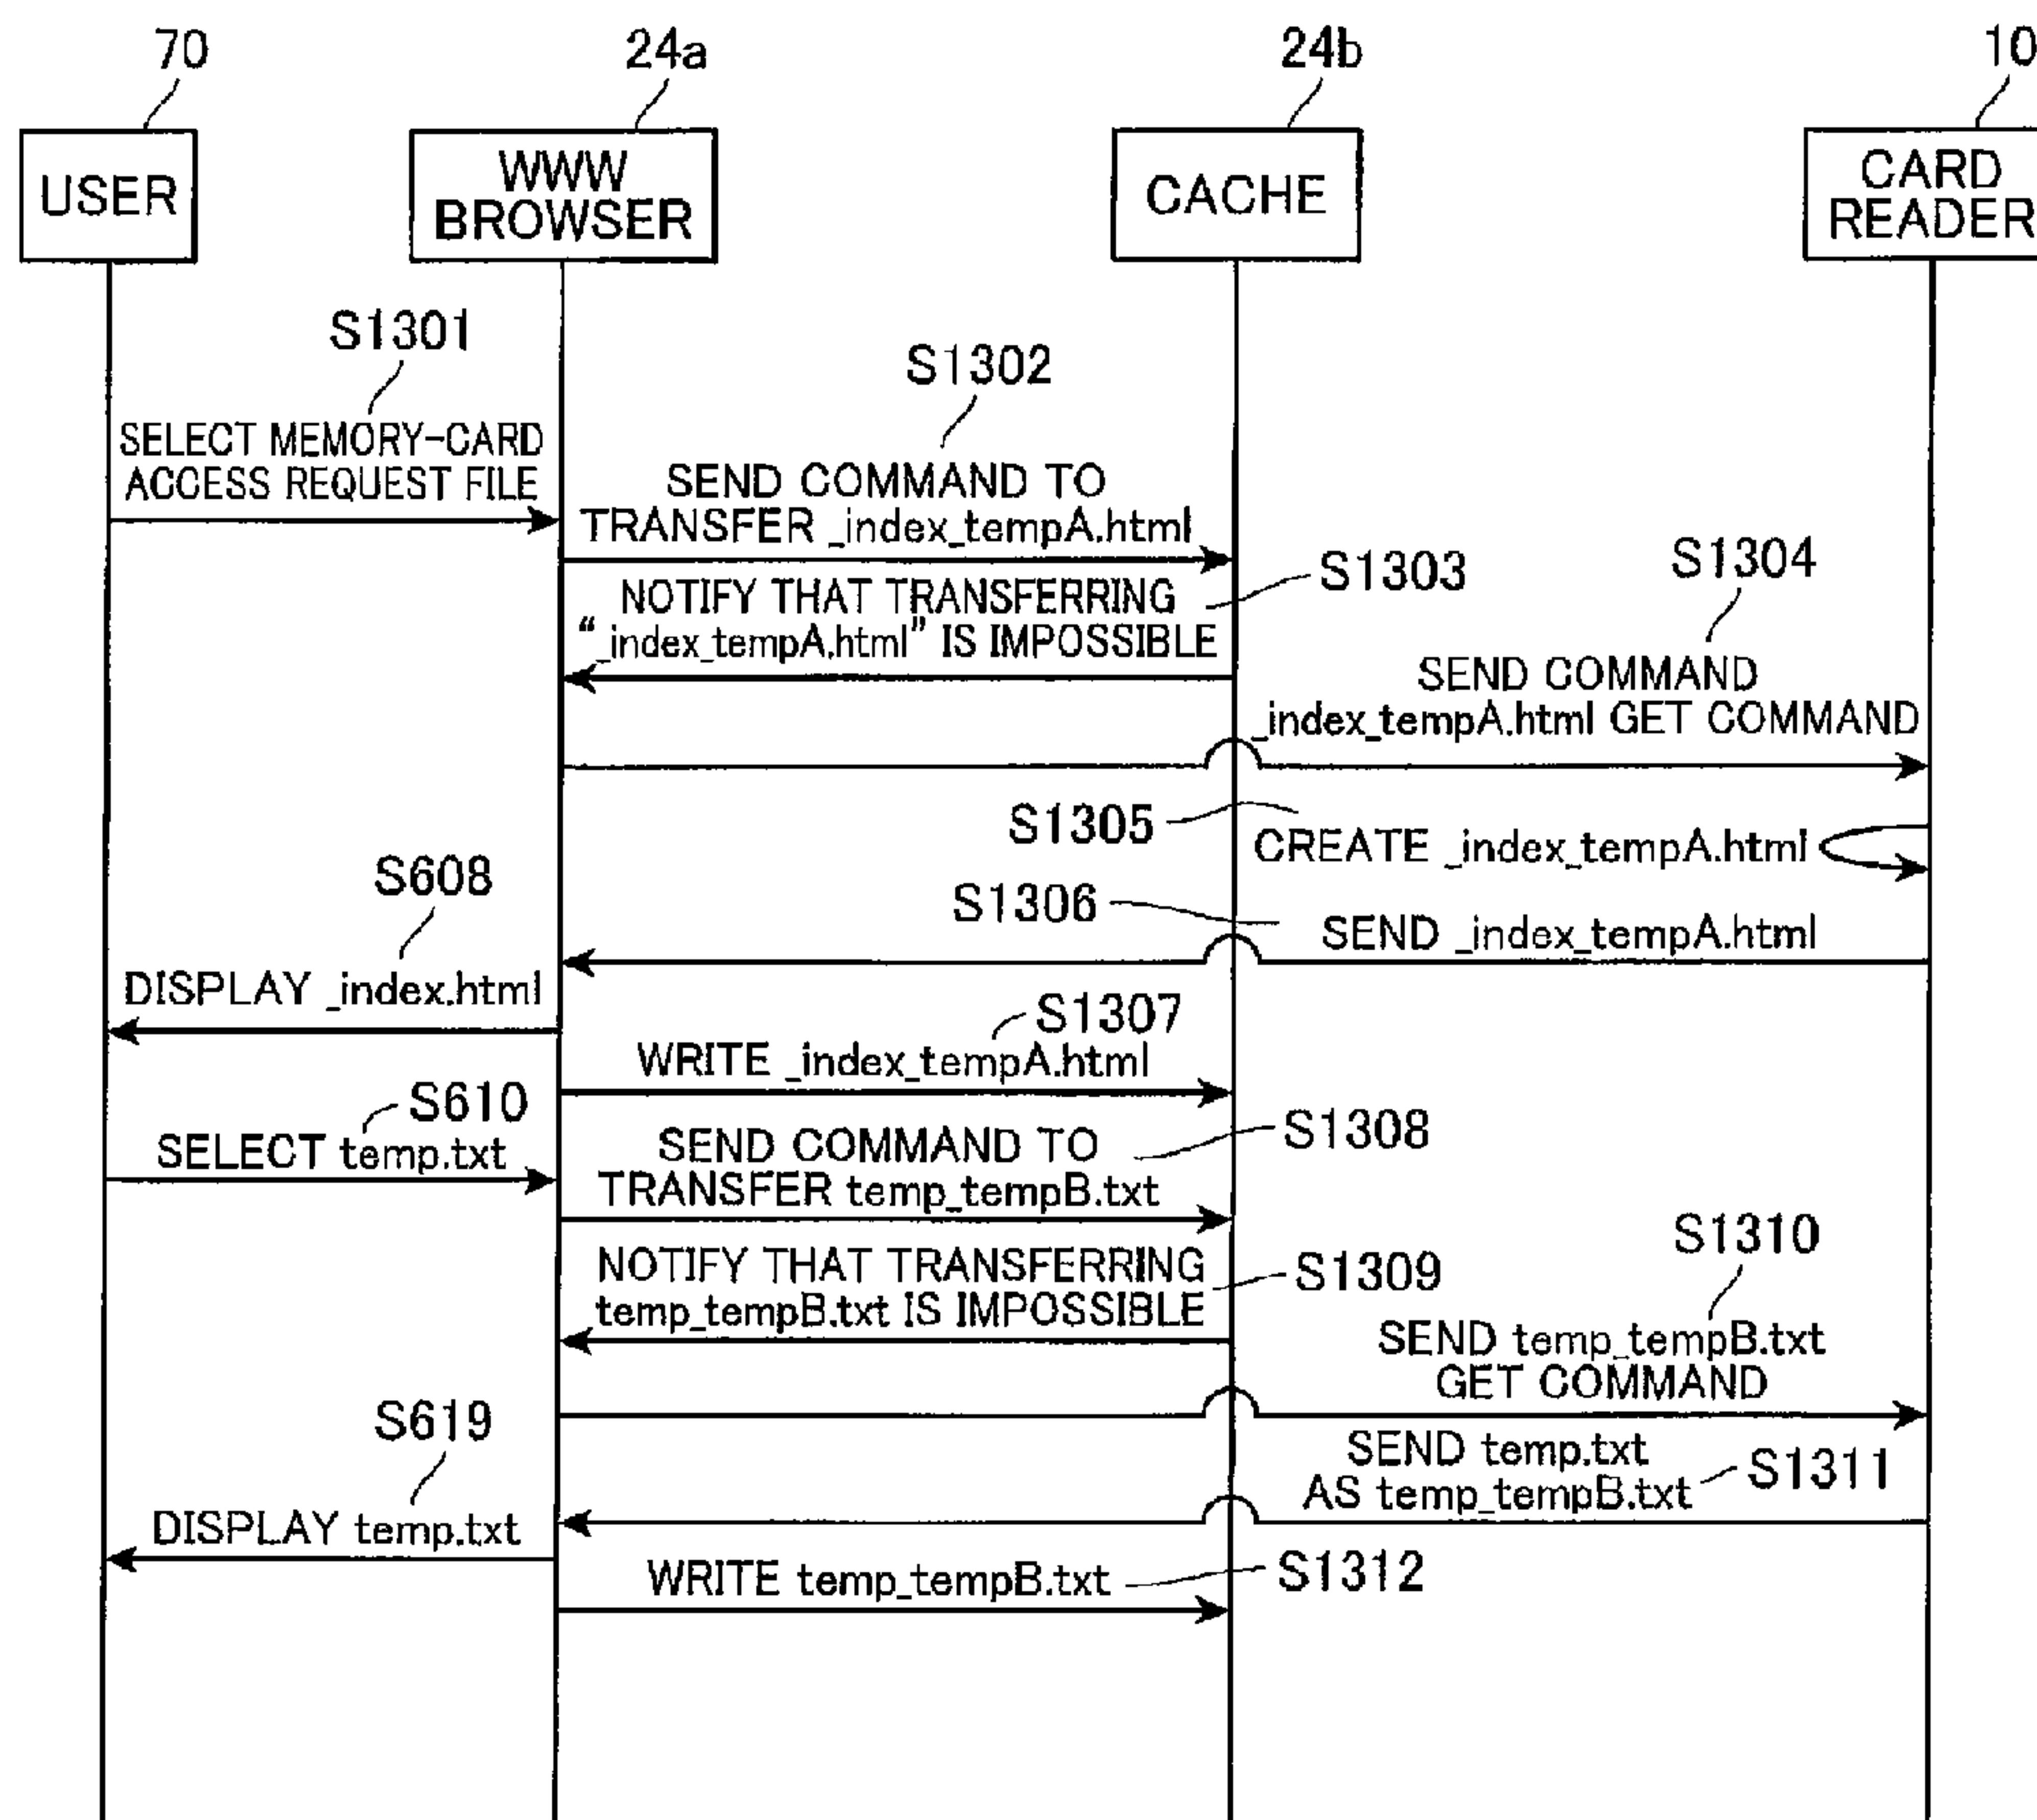 70
24a
24b
10
USER
WWW
BROWSER
CACHE
CARD
READER
S1301
SELECT MEMORY-CARD
ACCESS REQUEST FILE
S1302
SEND COMMAND TO
TRANSFER _index_tempA.html
S1303
NOTIFY THAT TRANSFERRING
“_index_tempA.html” IS IMPOSSIBLE
S1304
SEND COMMAND
_index_tempA.html GET COMMAND
S1305
CREATE _index_tempA.html
S1306
SEND _index_tempA.html
S608
DISPLAY _index.html
S1307
WRITE _index_tempA.html
S610
SELECT temp.txt
S1308
SEND COMMAND TO
TRANSFER temp_tempB.txt
S1309
NOTIFY THAT TRANSFERRING
temp_tempB.txt IS IMPOSSIBLE
S1310
SEND temp_tempB.txt
GET COMMAND
S1311
SEND temp.txt
AS temp_tempB.txt
S619
DISPLAY temp.txt
S1312
WRITE temp_tempB.txt